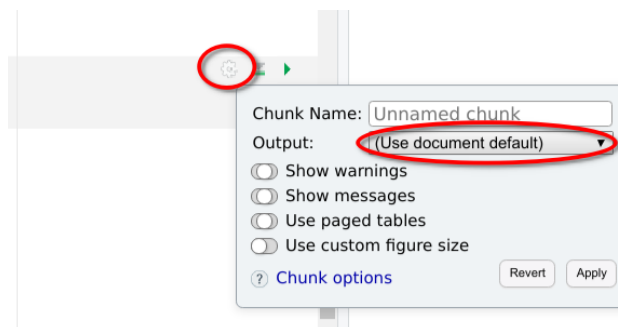 Chunk Name: Unnamed chunk
Output: (Use document default)
Show warnings
Show messages
Use paged tables
Use custom figure size
? Chunk options Revert Apply